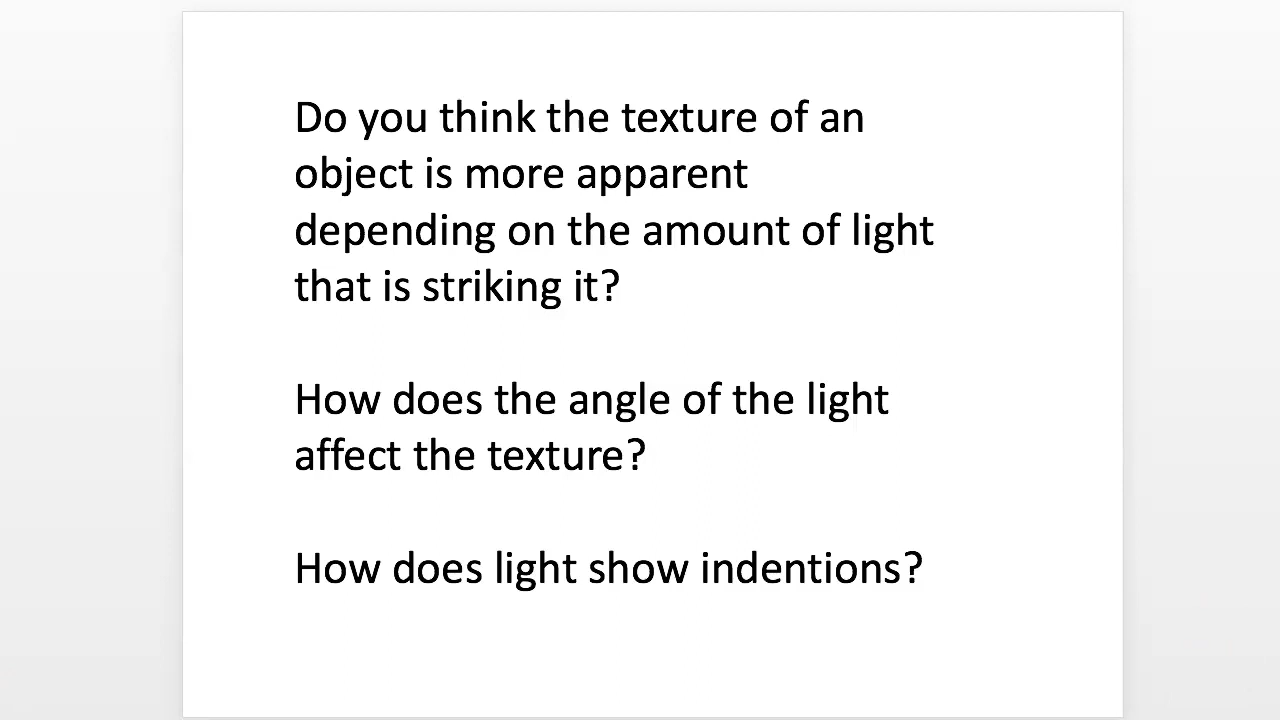 Do you think the texture of an
object is more apparent
depending on the amount of light
that is striking it?
How does the angle of the light
affect the texture?
How does light show indentions?